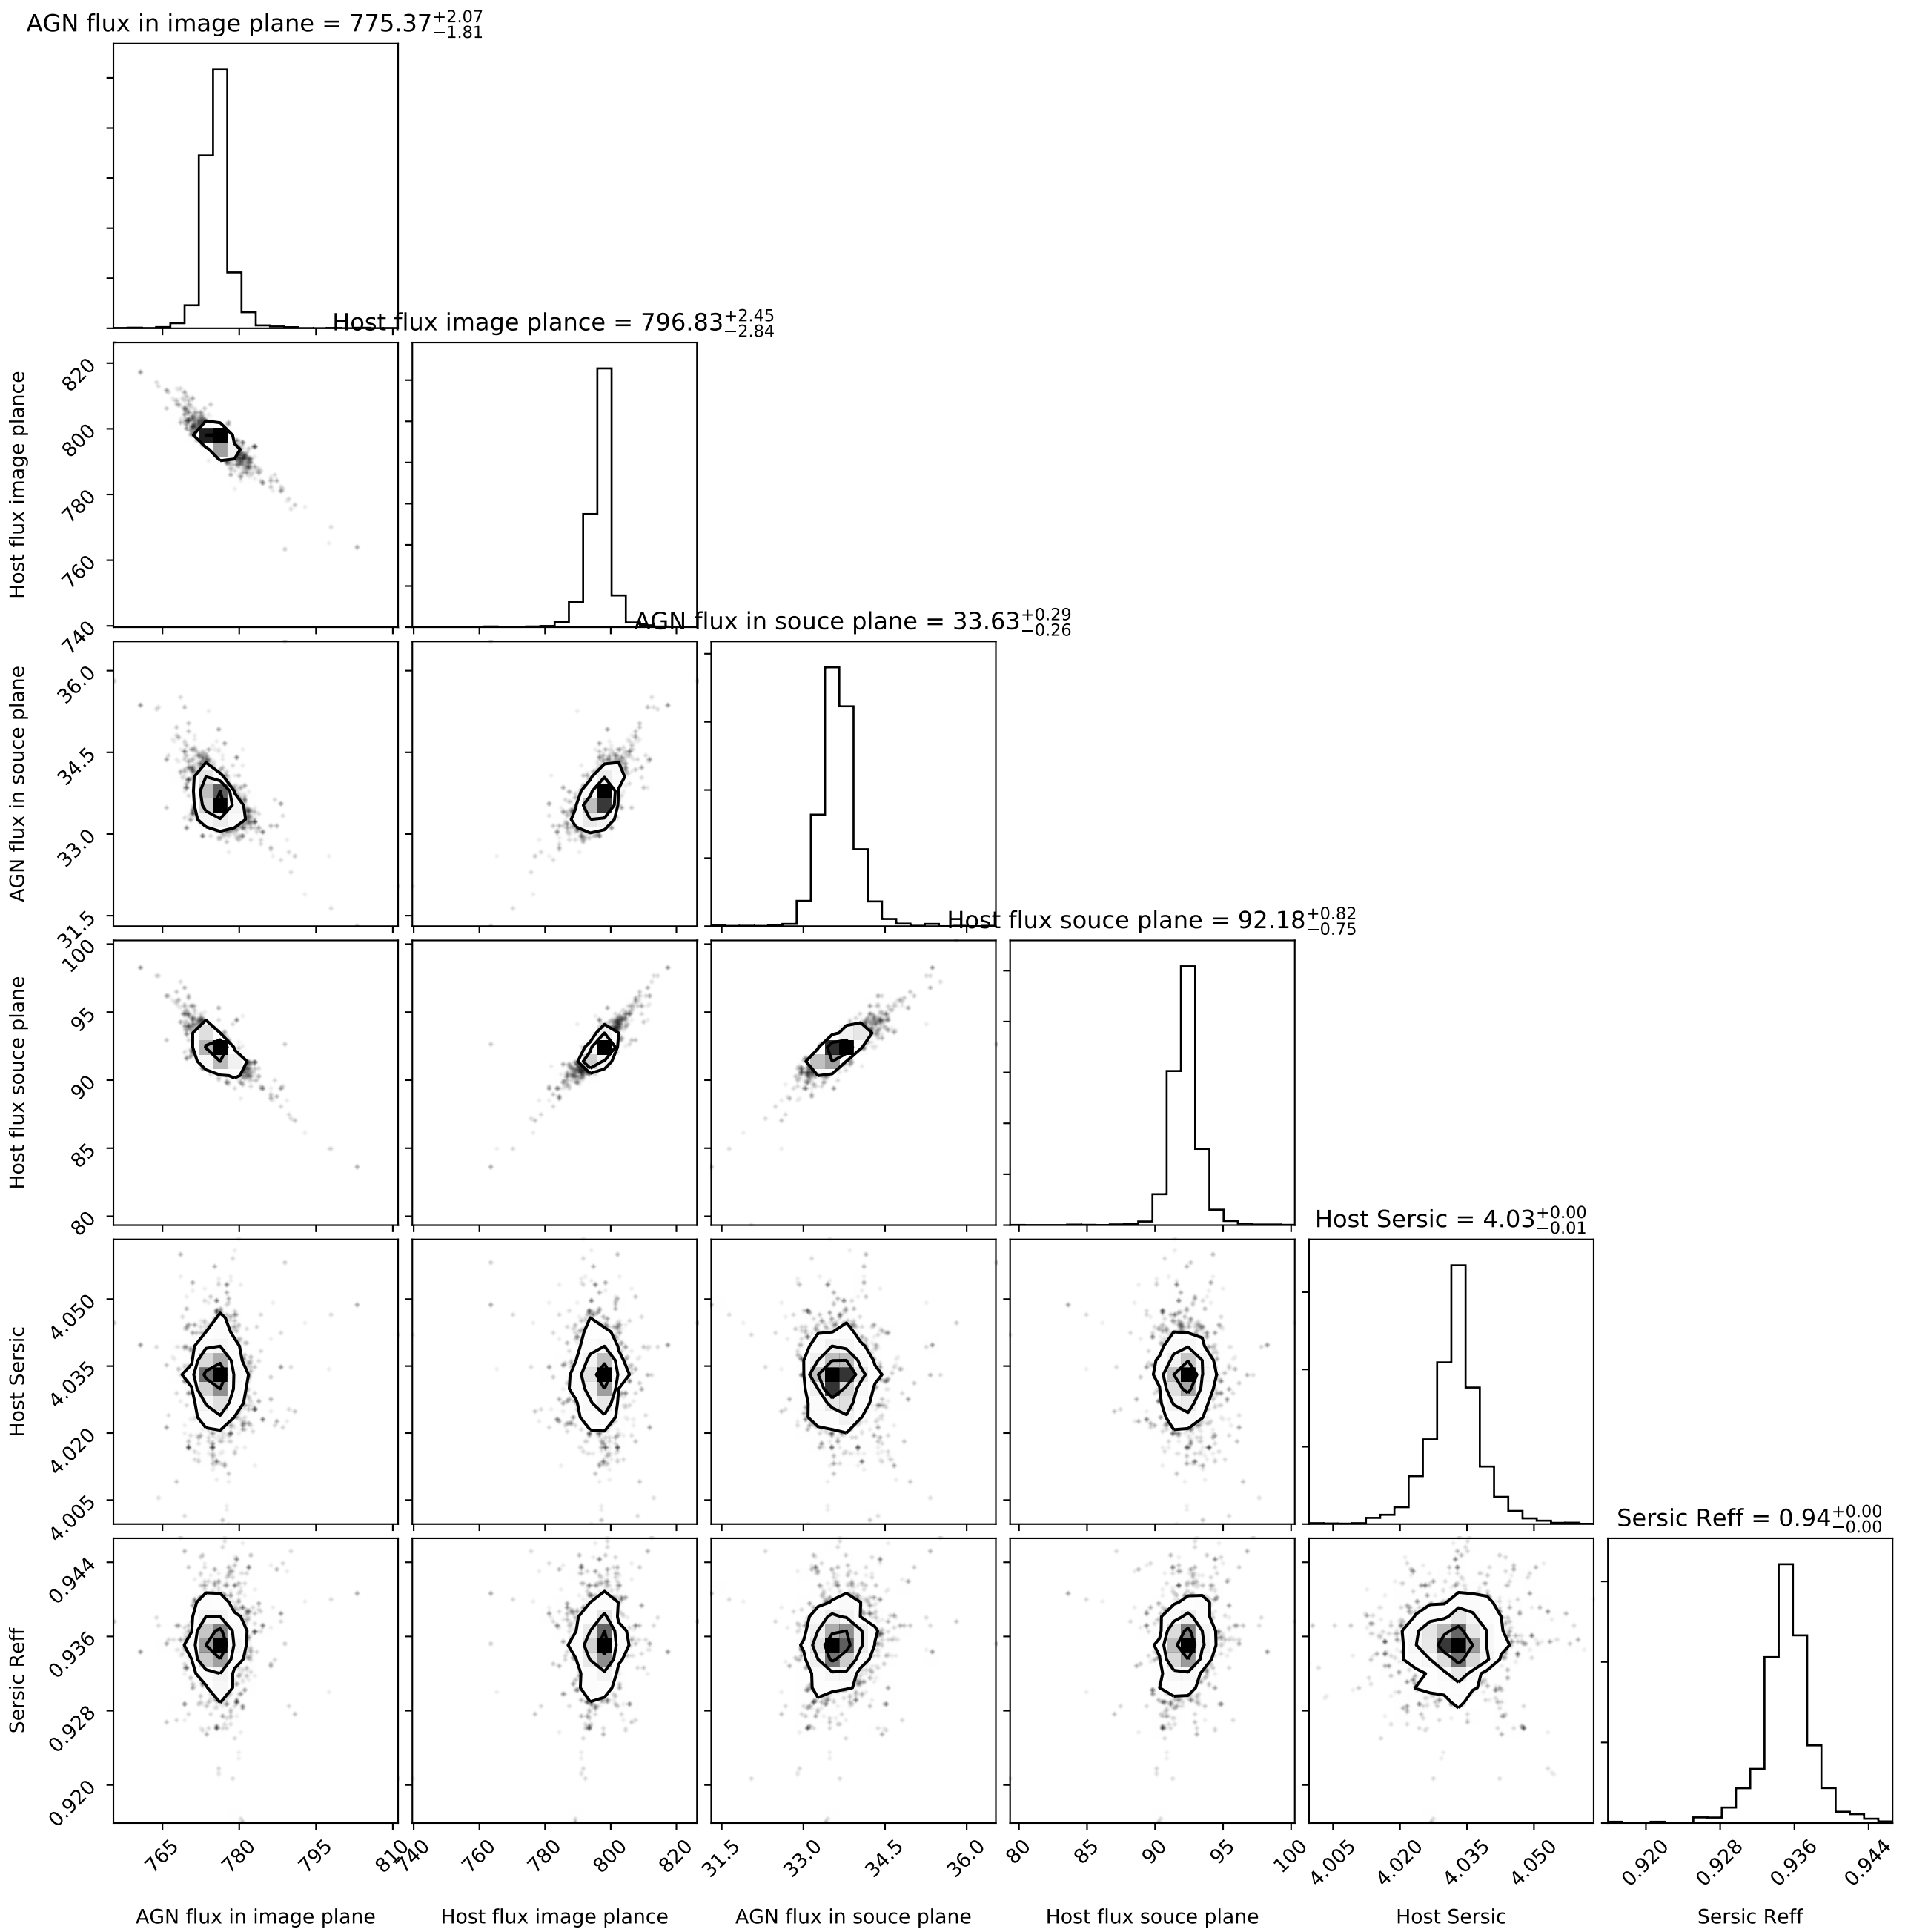 AGN flux in image plane = 775.37 +2.07 −1.81
Host flux image plance = 796.83 +2.45 −2.84
820
800
780
760
740
Host flux image plance
AGN flux in souce plane = 33.63 +0.29 −0.26
36.0
34.5
33.0
31.5
AGN flux in souce plane
Host flux souce plane = 92.18 +0.82 −0.75
100
95
90
85
80
Host flux souce plane
Host Sersic = 4.03 +0.00 −0.01
4.050
4.035
4.020
4.005
Host Sersic
Sersic Reff = 0.94 +0.00 −0.00
0.944
0.936
0.928
0.920
Sersic Reff
765 780 795 810 740 760 780 800 820 31.5 33.0 34.5 36.0 80 85 90 95 100 4.005 4.020 4.035 4.050 0.920 0.928 0.936 0.944
AGN flux in image plane Host flux image plance AGN flux in souce plane Host flux souce plane Host Sersic Sersic Reff